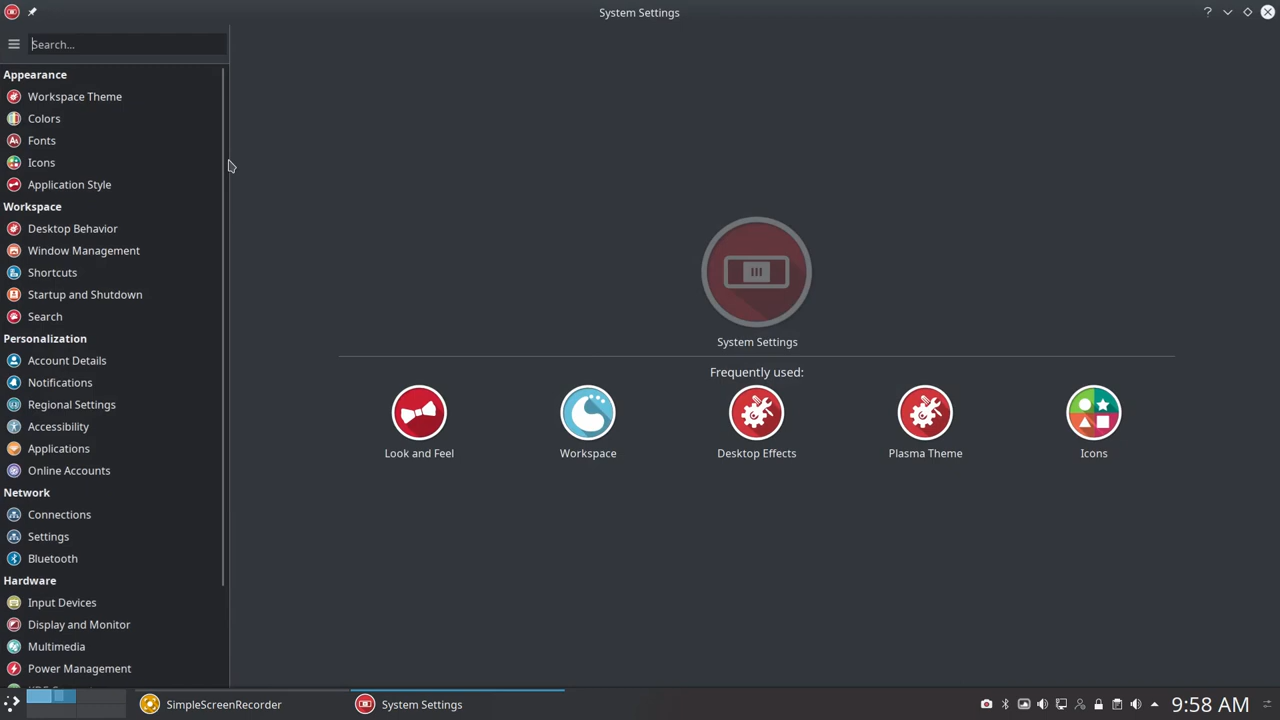 System Settings
Search...
Appearance
Workspace Theme
Colors
Fonts
Icons
Application Style
Workspace
Desktop Behavior
Window Management
Shortcuts
Startup and Shutdown
Search
Personalization
Account Details
Notifications
Regional Settings
Accessibility
Applications
Online Accounts
Network
Connections
Settings
Bluetooth
Hardware
Input Devices
Display and Monitor
Multimedia
Power Management
System Settings
Frequently used:
Look and Feel
Workspace
Desktop Effects
Plasma Theme
Icons
SimpleScreenRecorder
System Settings
9:58 AM